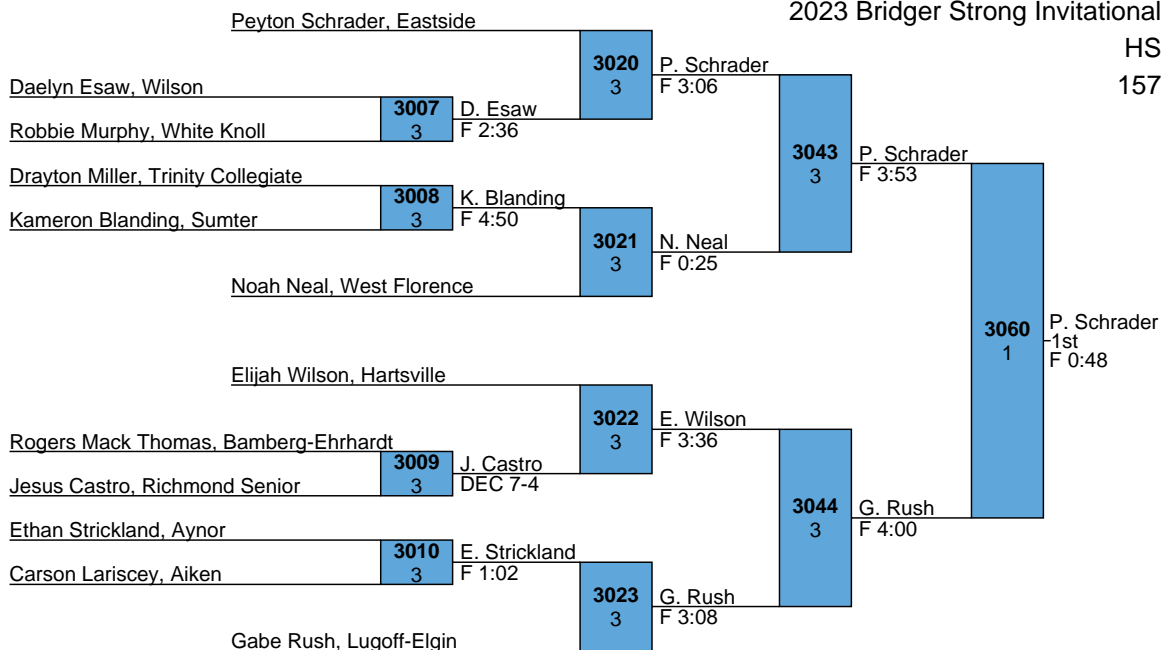 2023 Bridger Strong Invitational
HS
157
Peyton Schrader, Eastside
Daelyn Esaw, Wilson
Robbie Murphy, White Knoll
Drayton Miller, Trinity Collegiate
Kameron Blanding, Sumter
Noah Neal, West Florence
Elijah Wilson, Hartsville
Rogers Mack Thomas, Bamberg-Ehrhardt
Jesus Castro, Richmond Senior
Ethan Strickland, Aynor
Carson Lariscey, Aiken
Gabe Rush, Lugoff-Elgin
3007
3
D. Esaw
F 2:36
3008
3
K. Blanding
F 4:50
3009
3
J. Castro
DEC 7-4
3010
3
E. Strickland
F 1:02
3020
3
P. Schrader
F 3:06
3021
3
N. Neal
F 0:25
3022
3
E. Wilson
F 3:36
3023
3
G. Rush
F 3:08
3043
3
P. Schrader
F 3:53
3044
3
G. Rush
F 4:00
3060
1
P. Schrader
1st
F 0:48